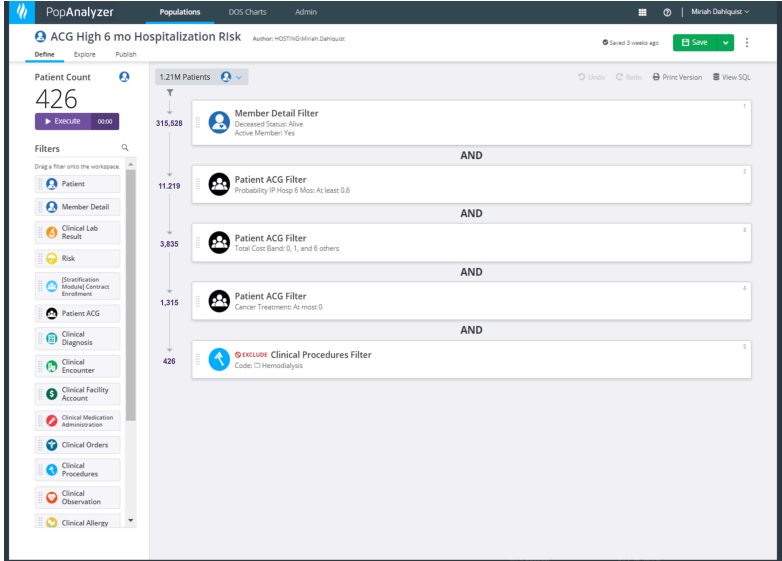 PopAnalyzer
Populations
DOS Charts
Admin
Miriah Dahlquist
ACG High 6 mo Hospitalization RIsk
Author: HOSTING\Miriah.Dahlquist
Saved 3 weeks ago
Save
Define
Explore
Publish
Patient Count
426
Execute 00:00
Filters
Drag a filter onto the workspace.
Patient
Member Detail
Clinical Lab
Result
Risk
[Stratification
Module] Contract
Enrollment
Patient ACG
Clinical
Diagnosis
Clinical
Encounter
Clinical Facility
Account
Clinical Medication
Administration
Clinical Orders
Clinical
Procedures
Clinical
Observation
Clinical Allergy
1.21M Patients
Undo
Redo
Print Version
View SQL
315,528
Member Detail Filter
Deceased Status: Alive
Active Member: Yes
1
AND
11,219
Patient ACG Filter
Probability IP Hosp 6 Mos: At least 0.6
2
AND
3,835
Patient ACG Filter
Total Cost Band: 0, 1, and 6 others
3
AND
1,315
Patient ACG Filter
Cancer Treatment: At most 0
4
AND
426
EXCLUDE Clinical Procedures Filter
Code: Hemodialysis
5